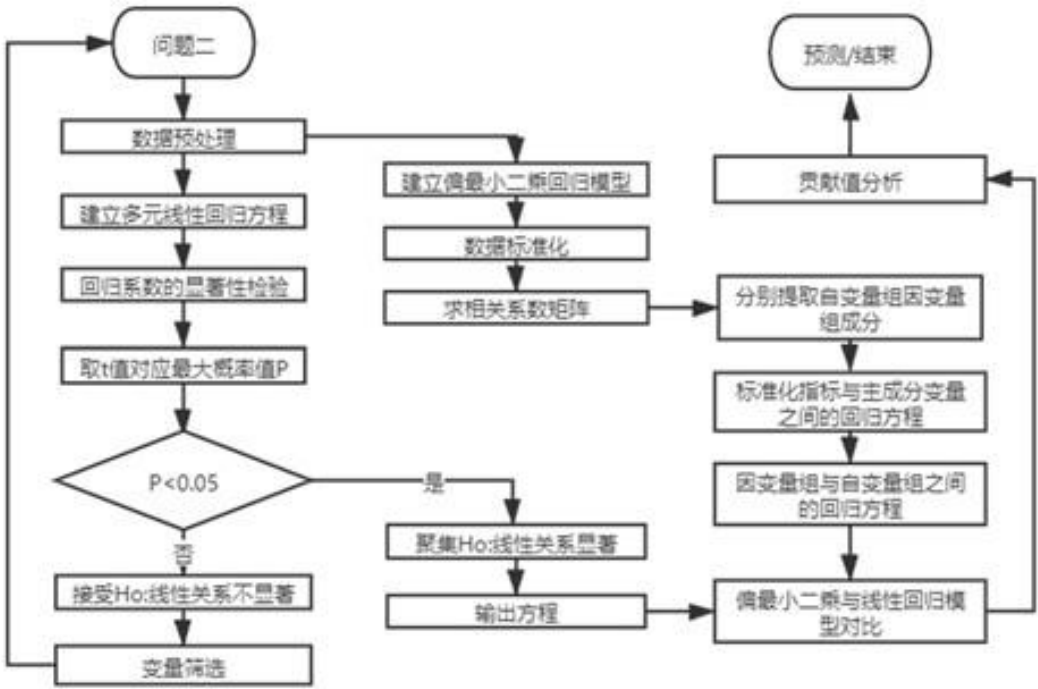 问题二
数据预处理
建立多元线性回归方程
回归系数的显著性检验
取t值对应最大概率值P
P<0.05
是
否
接受Ho:线性关系不显著
变量筛选
建立偏最小二乘回归模型
数据标准化
求相关系数矩阵
聚集Ho:线性关系显著
输出方程
预测/结束
贡献值分析
分别提取自变量组因变量
组成分
标准化指标与主成分变量
之间的回归方程
因变量组与自变量组之间
的回归方程
偏最小二乘与线性回归模
型对比